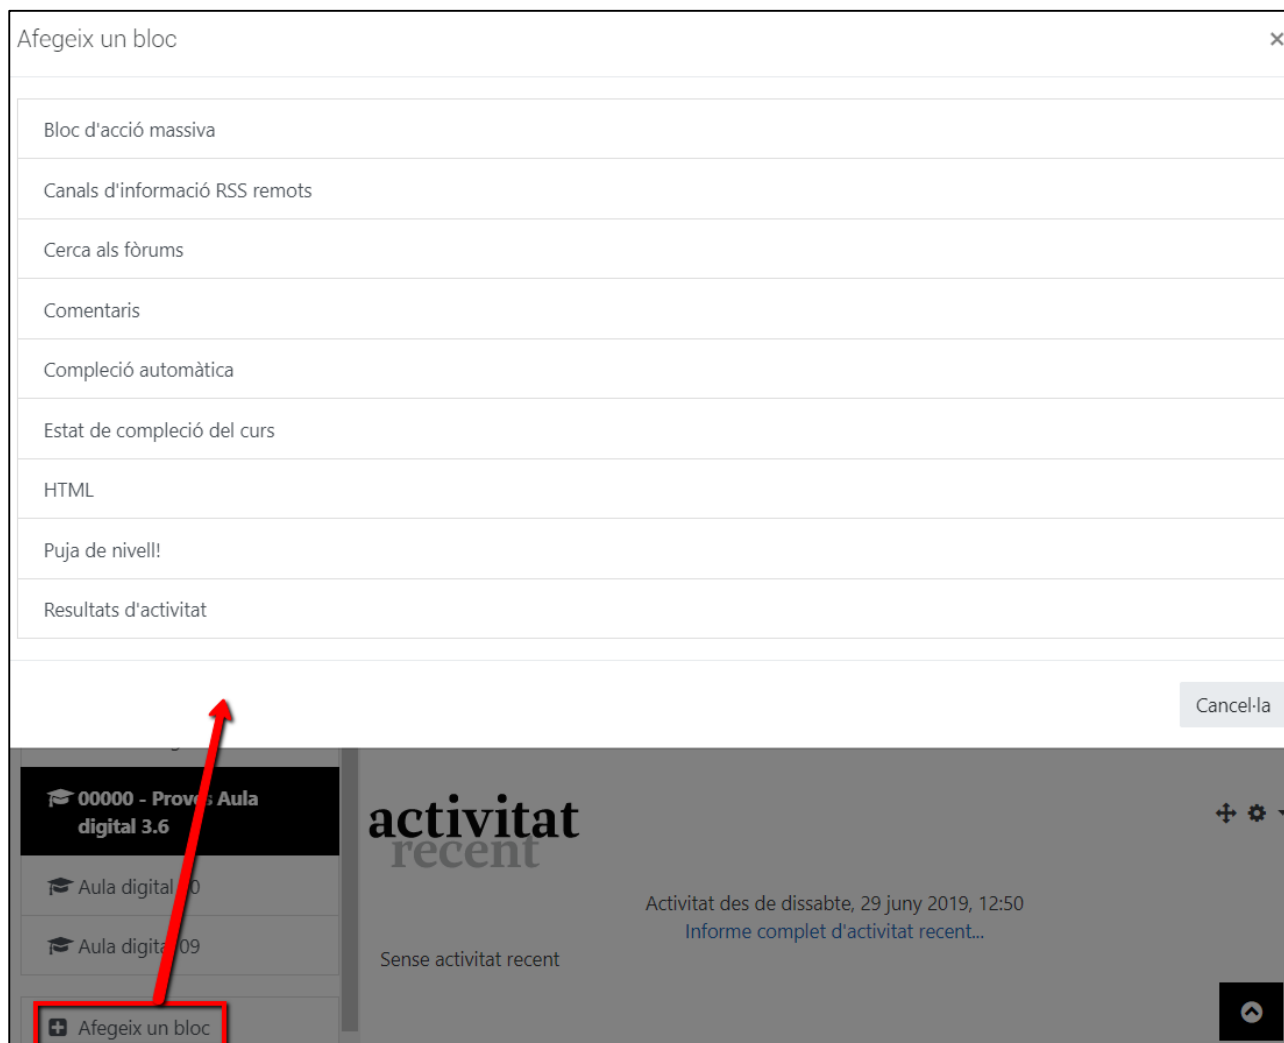 Afegeix un bloc
×
Bloc d'acció massiva
Canals d'informació RSS remots
Cerca als fòrums
Comentaris
Compleció automàtica
Estat de compleció del curs
HTML
Puja de nivell!
Resultats d'activitat
Cancel·la
00000 - Proves Aula
digital 3.6
Aula digital
Aula digital 09
Afegeix un bloc
activitat
recent
Activitat des de dissabte, 29 juny 2019, 12:50
Informe complet d'activitat recent...
Sense activitat recent